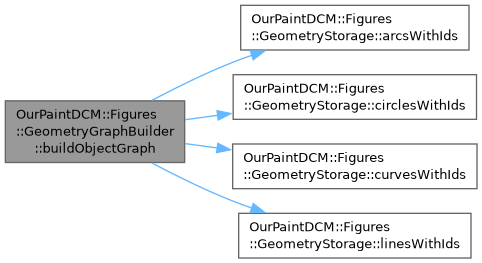 OurPaintDCM::Figures
::GeometryGraphBuilder
::buildObjectGraph
OurPaintDCM::Figures
::GeometryStorage::arcsWithIds
OurPaintDCM::Figures
::GeometryStorage::circlesWithIds
OurPaintDCM::Figures
::GeometryStorage::curvesWithIds
OurPaintDCM::Figures
::GeometryStorage::linesWithIds